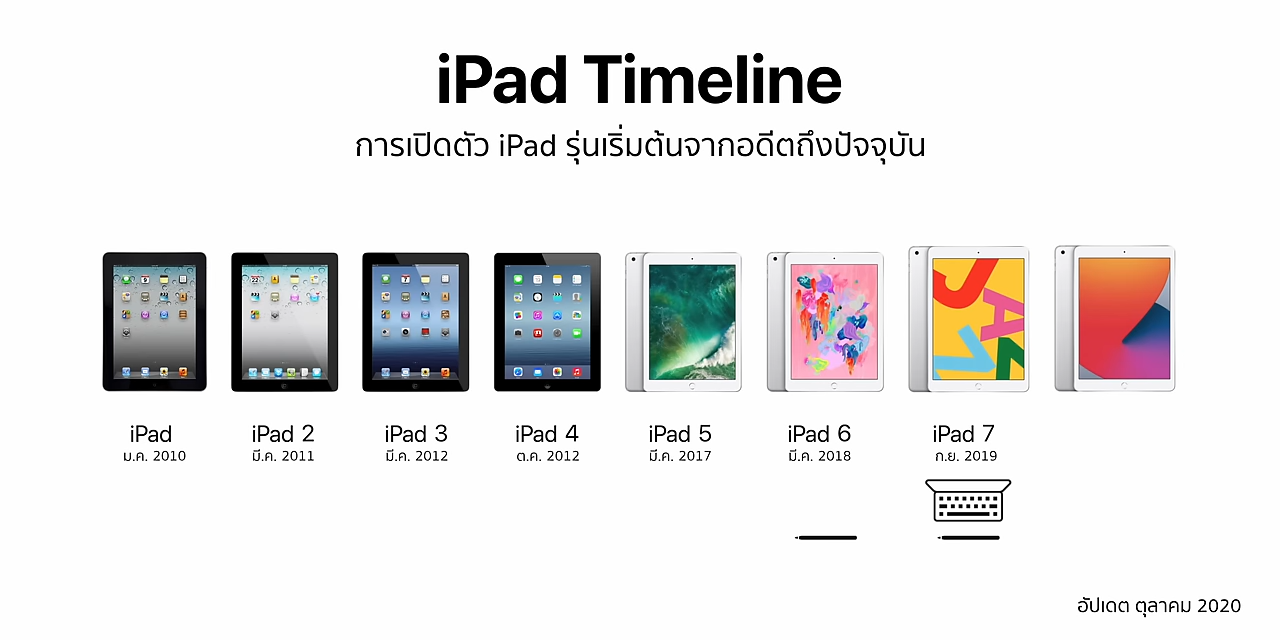 iPad Timeline
การเปิดตัว iPad รุ่นเริ่มต้นจากอดีตถึงปัจจุบัน
iPad
ม.ค. 2010
iPad 2
มี.ค. 2011
iPad 3
มี.ค. 2012
iPad 4
ต.ค. 2012
iPad 5
มี.ค. 2017
iPad 6
มี.ค. 2018
iPad 7
ก.ย. 2019
อัปเดต ตุลาคม 2020